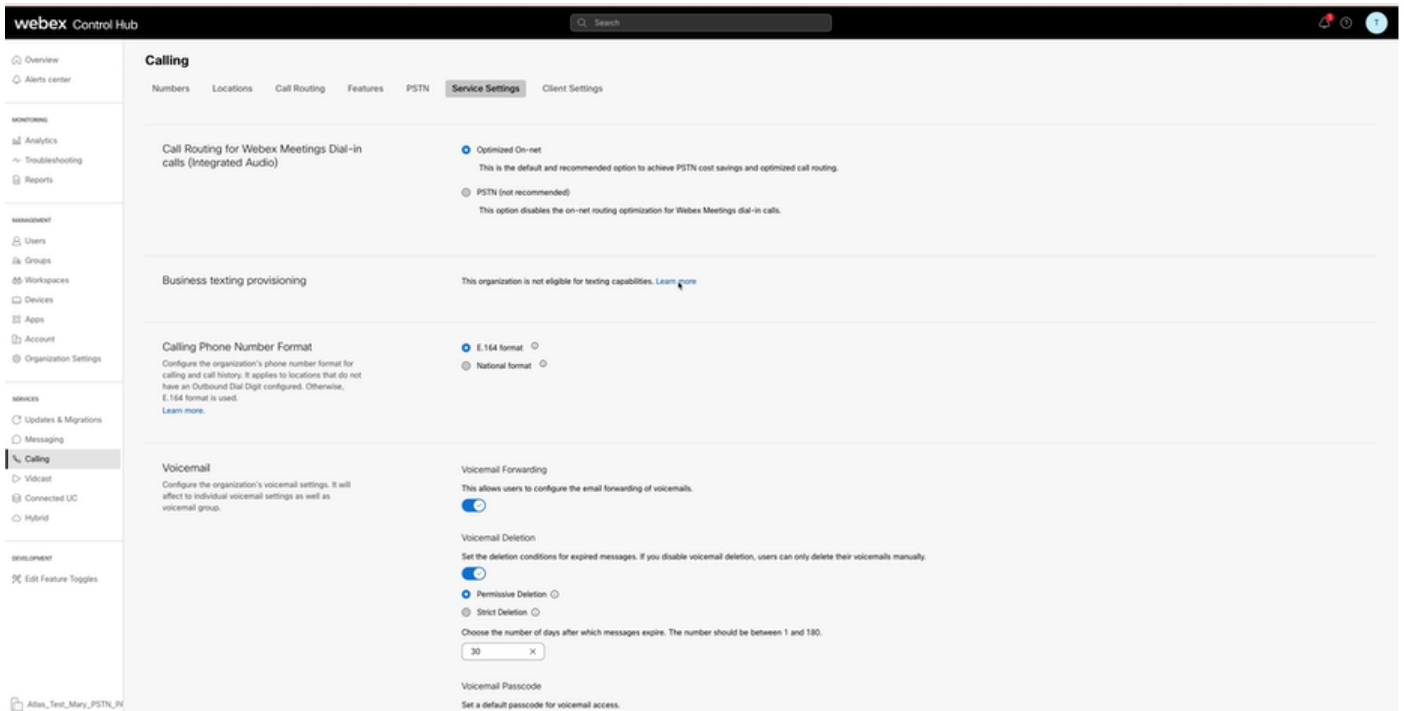 webex Control Hub
Search
T
Overview
Alerts center
MONITORING
Analytics
Troubleshooting
Reports
MANAGEMENT
Users
Groups
Workspaces
Devices
Apps
Account
Organization Settings
SERVICES
Updates & Migrations
Messaging
Calling
Vidcast
Connected UC
Hybrid
DEVELOPMENT
Edit Feature Toggles
Atlas_Test_Mary_PSTN_PA
Calling
Numbers Locations Call Routing Features PSTN Service Settings Client Settings
Call Routing for Webex Meetings Dial-in
calls (Integrated Audio)
Optimized On-net
This is the default and recommended option to achieve PSTN cost savings and optimized call routing.
PSTN (not recommended)
This option disables the on-net routing optimization for Webex Meetings dial-in calls.
Business texting provisioning
This organization is not eligible for texting capabilities. Learn more
Calling Phone Number Format
Configure the organization's phone number format for
calling and call history. It applies to locations that do not
have an Outbound Dial Digit configured. Otherwise,
E.164 format is used.
Learn more.
E.164 format
National format
Voicemail
Configure the organization's voicemail settings. It will
affect to individual voicemail settings as well as
voicemail group.
Voicemail Forwarding
This allows users to configure the email forwarding of voicemails.
Voicemail Deletion
Set the deletion conditions for expired messages. If you disable voicemail deletion, users can only delete their voicemails manually.
Permissive Deletion
Strict Deletion
Choose the number of days after which messages expire. The number should be between 1 and 180.
30
Voicemail Passcode
Set a default passcode for voicemail access.